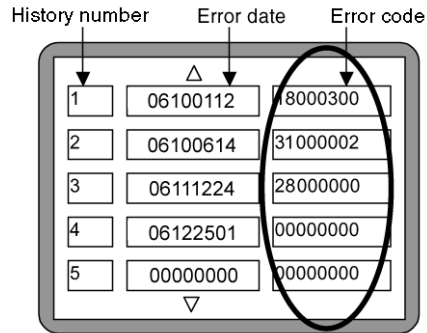 History number Error date Error code
1 06100112 18000300
2 06100614 31000002
3 06111224 28000000
4 06122501 00000000
5 00000000 00000000